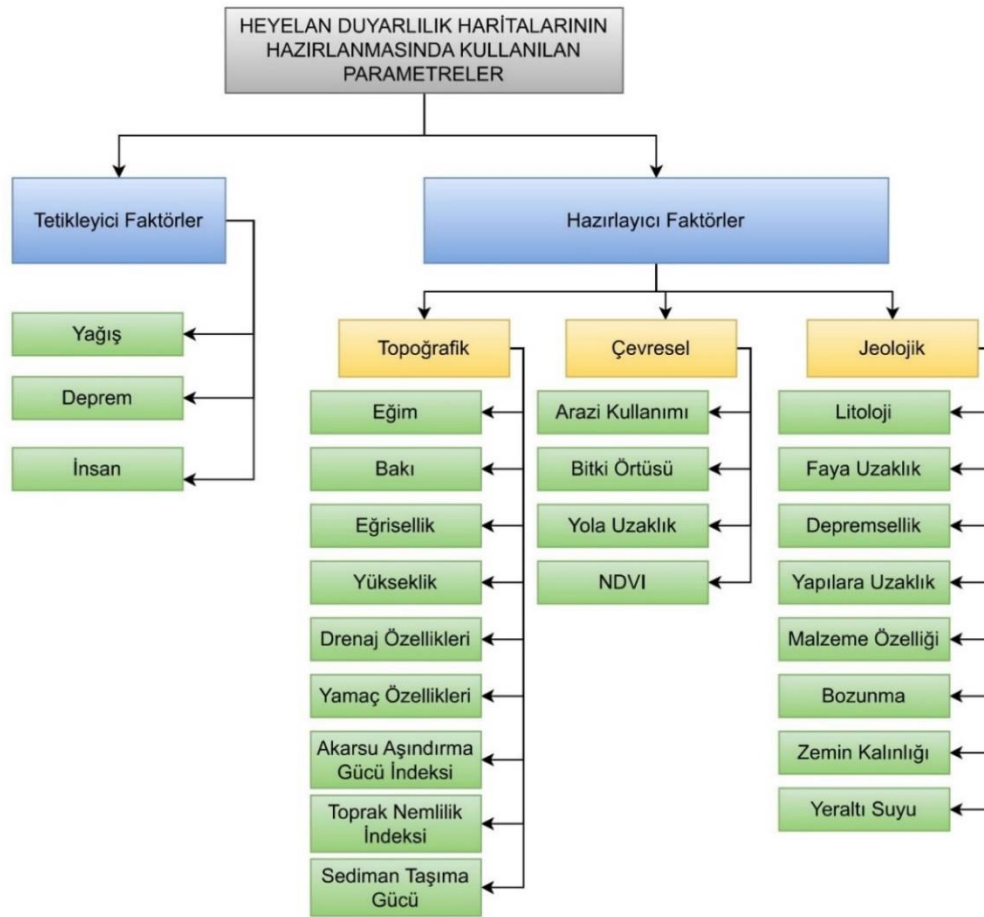 HEYELAN DUYARLILIK HARİTALARININ
HAZIRLANMASINDA KULLANILAN
PARAMETRELER
Tetikleyici Faktörler
Hazırlayıcı Faktörler
Yağış
Deprem
İnsan
Topoğrafik
Eğim
Bakı
Eğrisellik
Yükseklik
Drenaj Özellikleri
Yamaç Özellikleri
Akarsu Aşındırma
Gücü İndeksi
Toprak Nemlilik
İndeksi
Sediman Taşıma
Gücü
Çevresel
Arazi Kullanımı
Bitki Örtüsü
Yola Uzaklık
NDVI
Jeolojik
Litoloji
Faya Uzaklık
Depremsellik
Yapılara Uzaklık
Malzeme Özelliği
Bozunma
Zemin Kalınlığı
Yeraltı Suyu